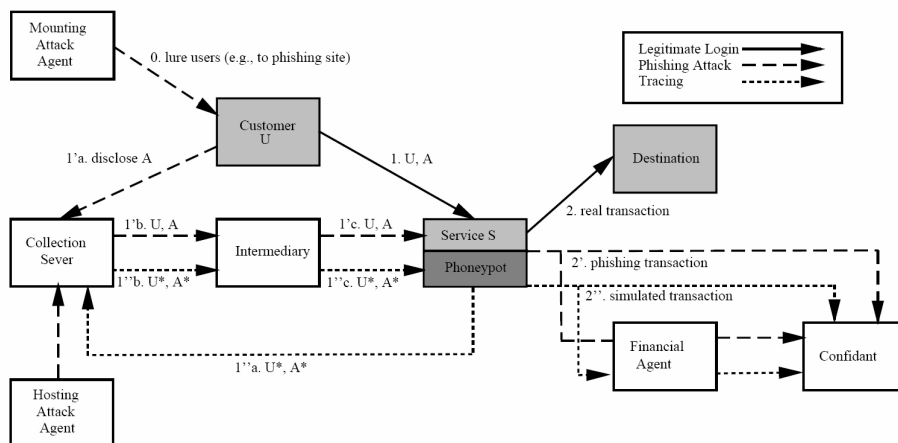 Mounting
Attack
Agent
0. lure users (e.g., to phishing site)
Legitimate Login
Phishing Attack
Tracing
Customer
U
1'a. disclose A
1. U, A
Destination
2. real transaction
Collection
Sever
1'b. U, A
1''b. U*, A*
Intermediary
1'c. U, A
1''c. U*, A*
Service S
Phoneypot
2'. phishing transaction
2''. simulated transaction
1''a. U*, A*
Financial
Agent
Confidant
Hosting
Attack
Agent